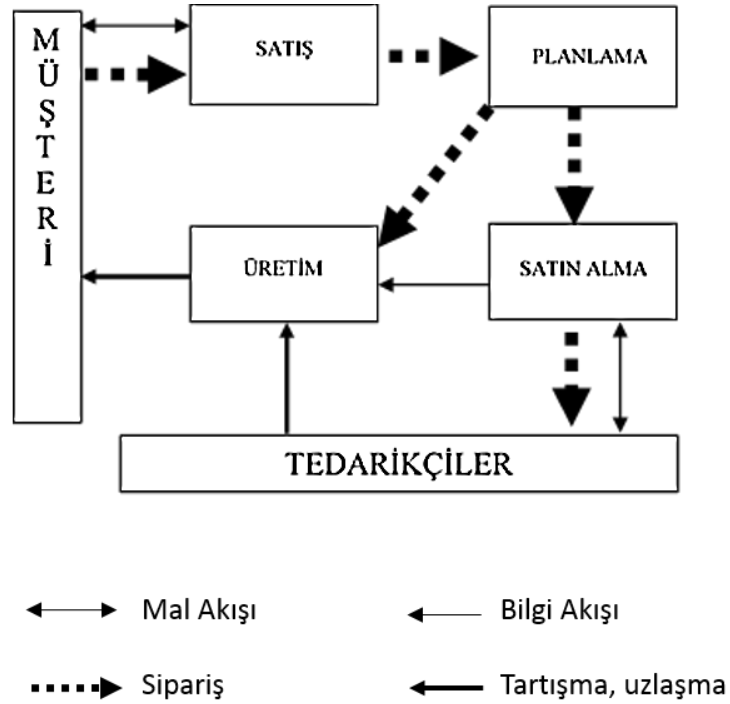 MÜŞTERİ
SATIŞ
PLANLAMA
ÜRETİM
SATIN ALMA
TEDARİKÇİLER
Mal Akışı
Bilgi Akışı
Sipariş
Tartışma, uzlaşma